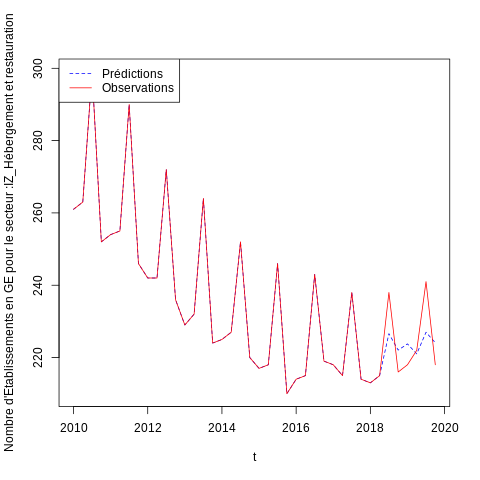 Nombre d'Etablissements en GE pour le secteur :IZ_Hébergement et restauration
300
280
260
240
220
Prédictions
Observations
2010 2012 2014 2016 2018 2020
t